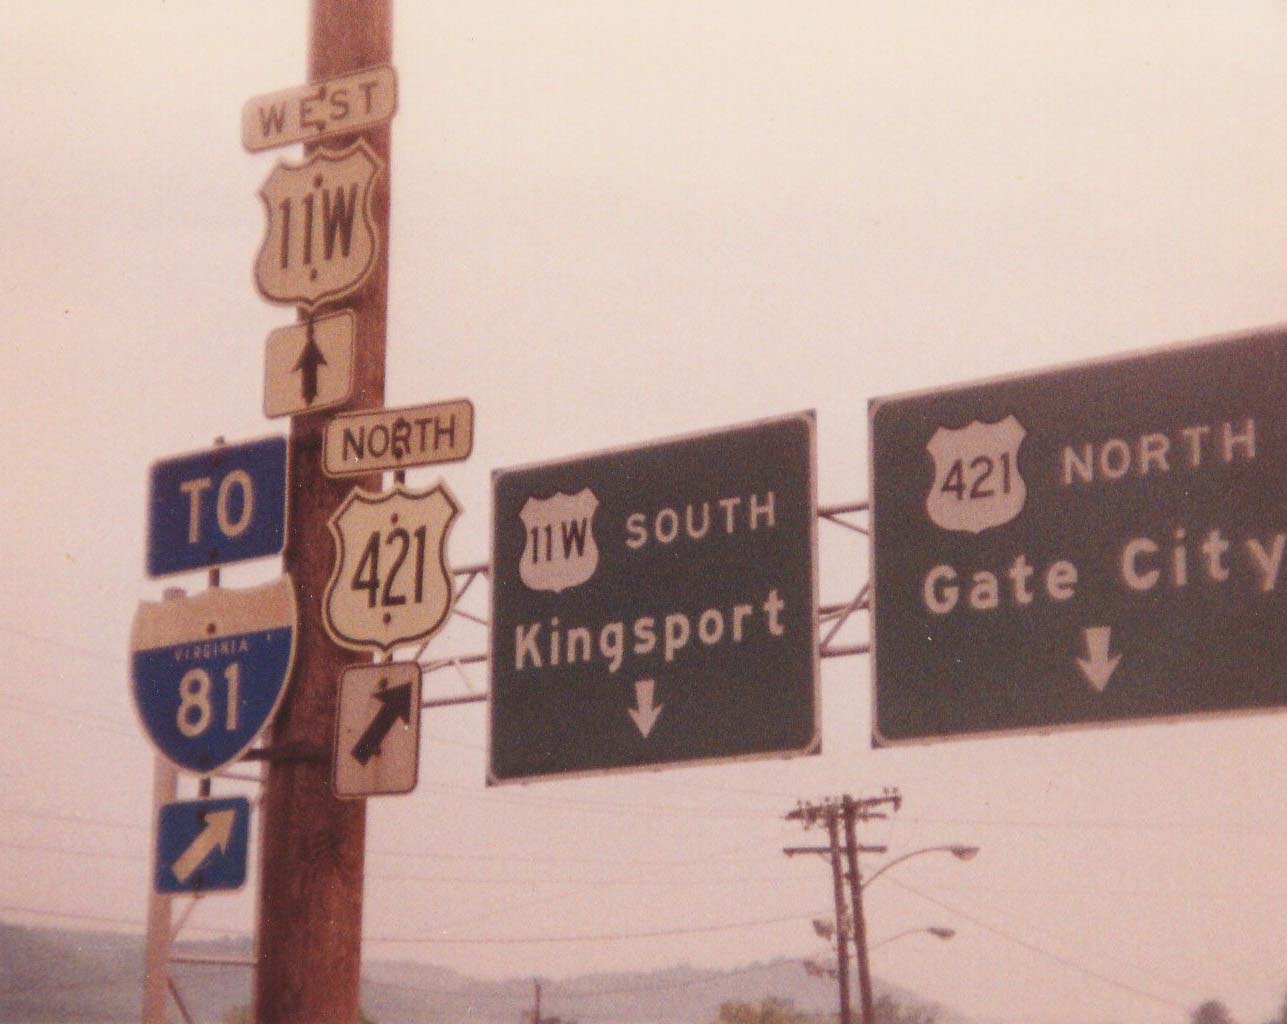 WEST
11W
NORTH
421
TO
VIRGINIA
81
11W SOUTH
Kingsport
421 NORTH
Gate City